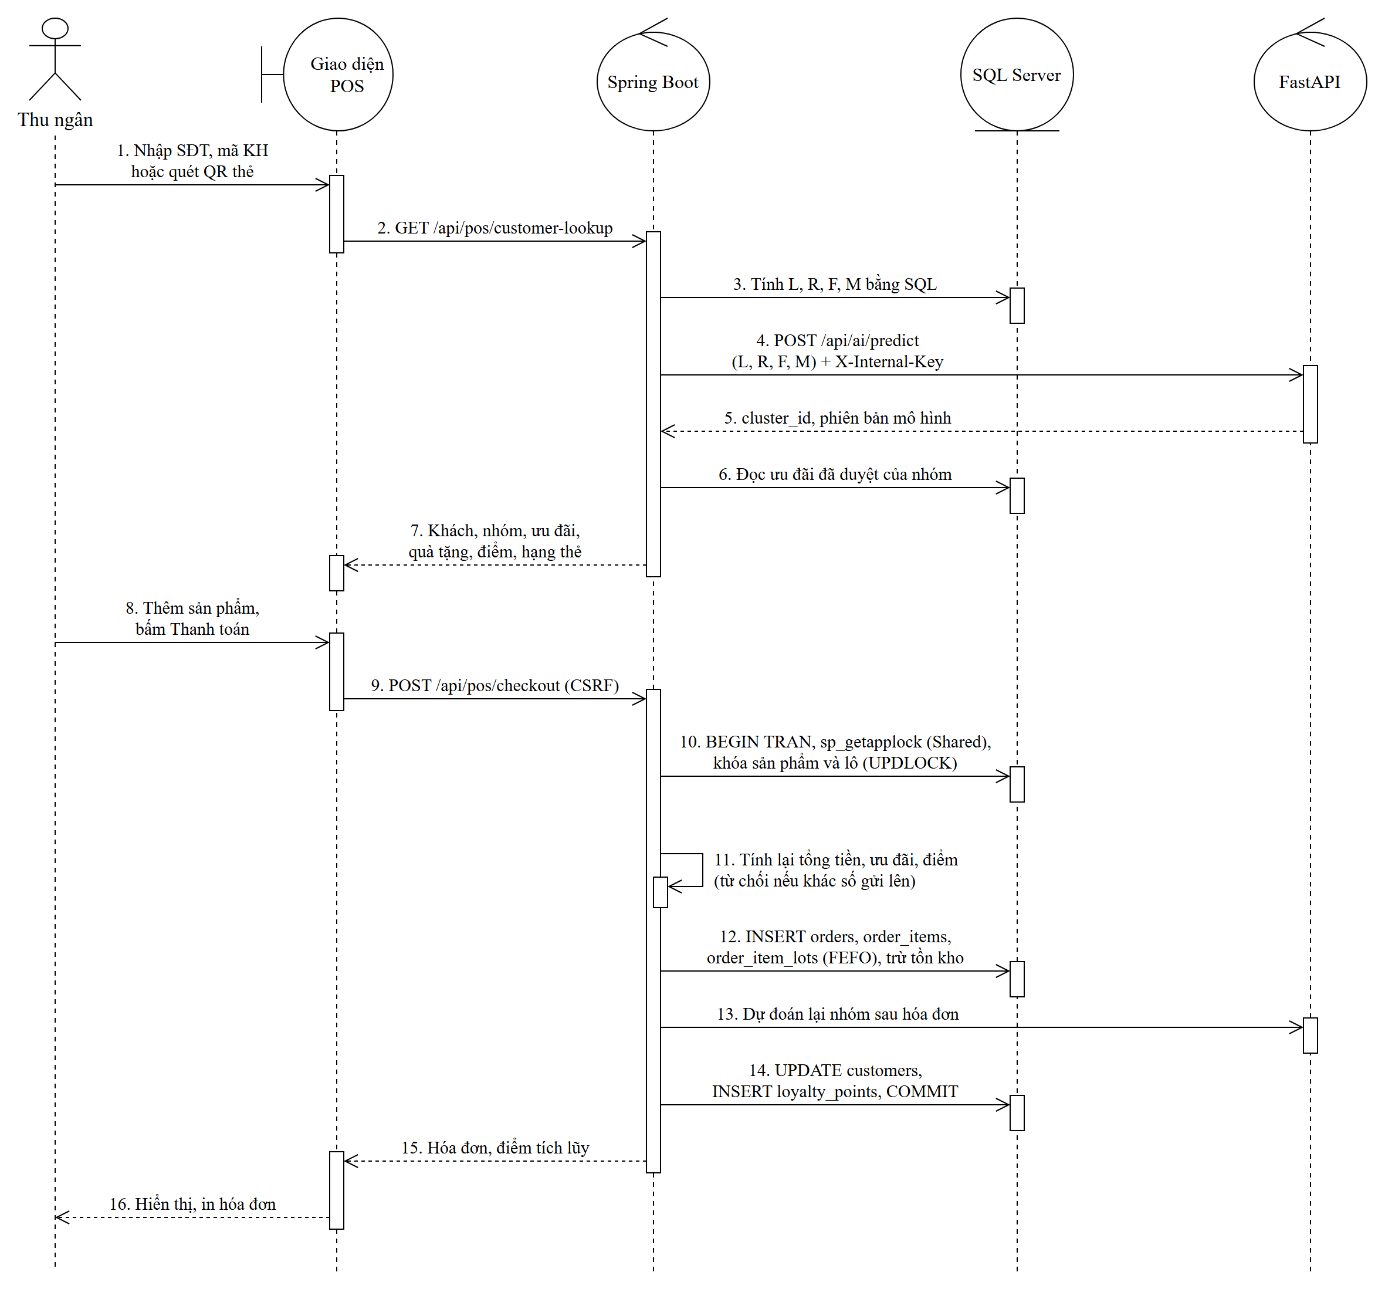 Giao diện
POS
Spring Boot
SQL Server
FastAPI
Thu ngân
1. Nhập SĐT, mã KH
hoặc quét QR thẻ
2. GET /api/pos/customer-lookup
3. Tính L, R, F, M bằng SQL
4. POST /api/ai/predict
(L, R, F, M) + X-Internal-Key
5. cluster_id, phiên bản mô hình
6. Đọc ưu đãi đã duyệt của nhóm
7. Khách, nhóm, ưu đãi,
quà tặng, điểm, hạng thẻ
8. Thêm sản phẩm,
bấm Thanh toán
9. POST /api/pos/checkout (CSRF)
10. BEGIN TRAN, sp_getapplock (Shared),
khóa sản phẩm và lô (UPDLOCK)
11. Tính lại tổng tiền, ưu đãi, điểm
(từ chối nếu khác số gửi lên)
12. INSERT orders, order_items,
order_item_lots (FEFO), trừ tồn kho
13. Dự đoán lại nhóm sau hóa đơn
14. UPDATE customers,
INSERT loyalty_points, COMMIT
15. Hóa đơn, điểm tích lũy
16. Hiển thị, in hóa đơn